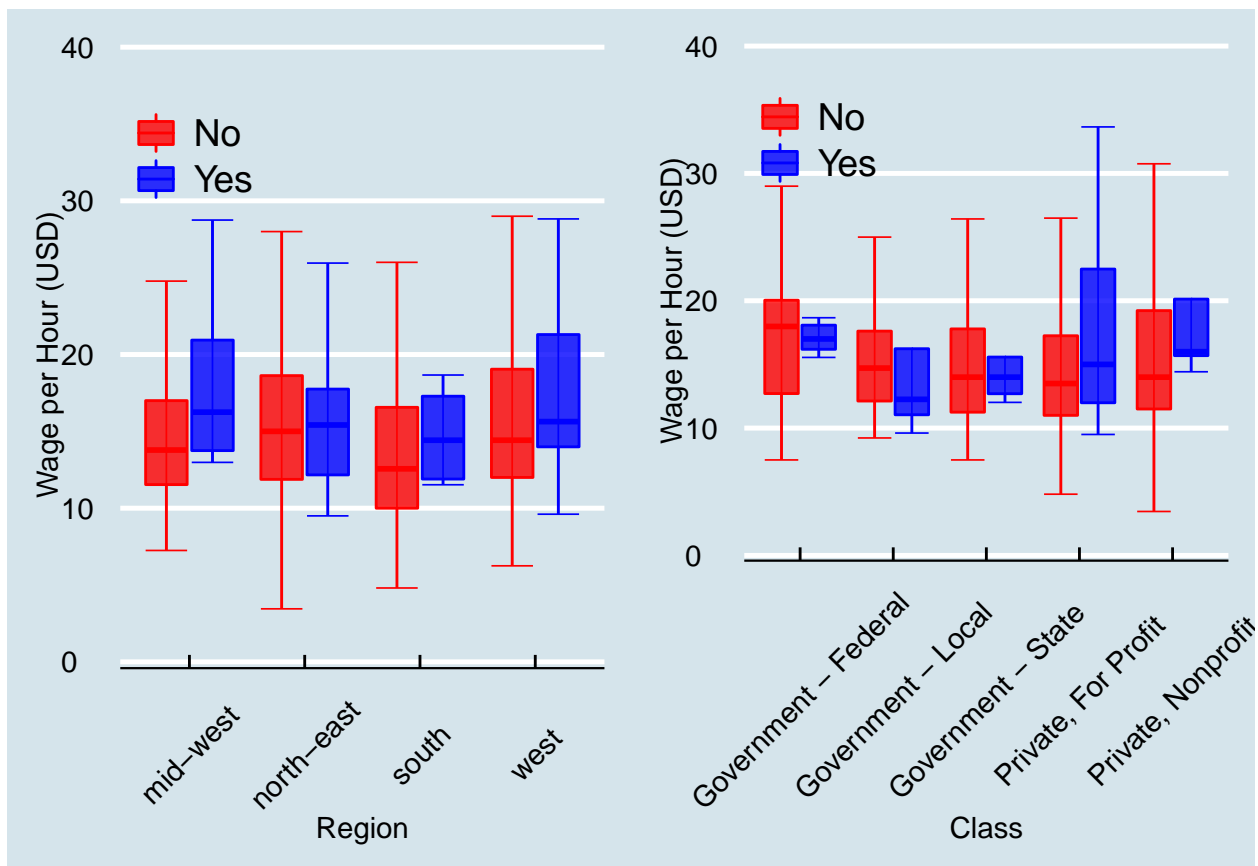 Wage per Hour (USD)
40
30
20
10
0
No
Yes
mid−west
north−east
south
west
Region
Wage per Hour (USD)
40
30
20
10
0
No
Yes
Government − Federal
Government − Local
Government − State
Private, For Profit
Private, Nonprofit
Class